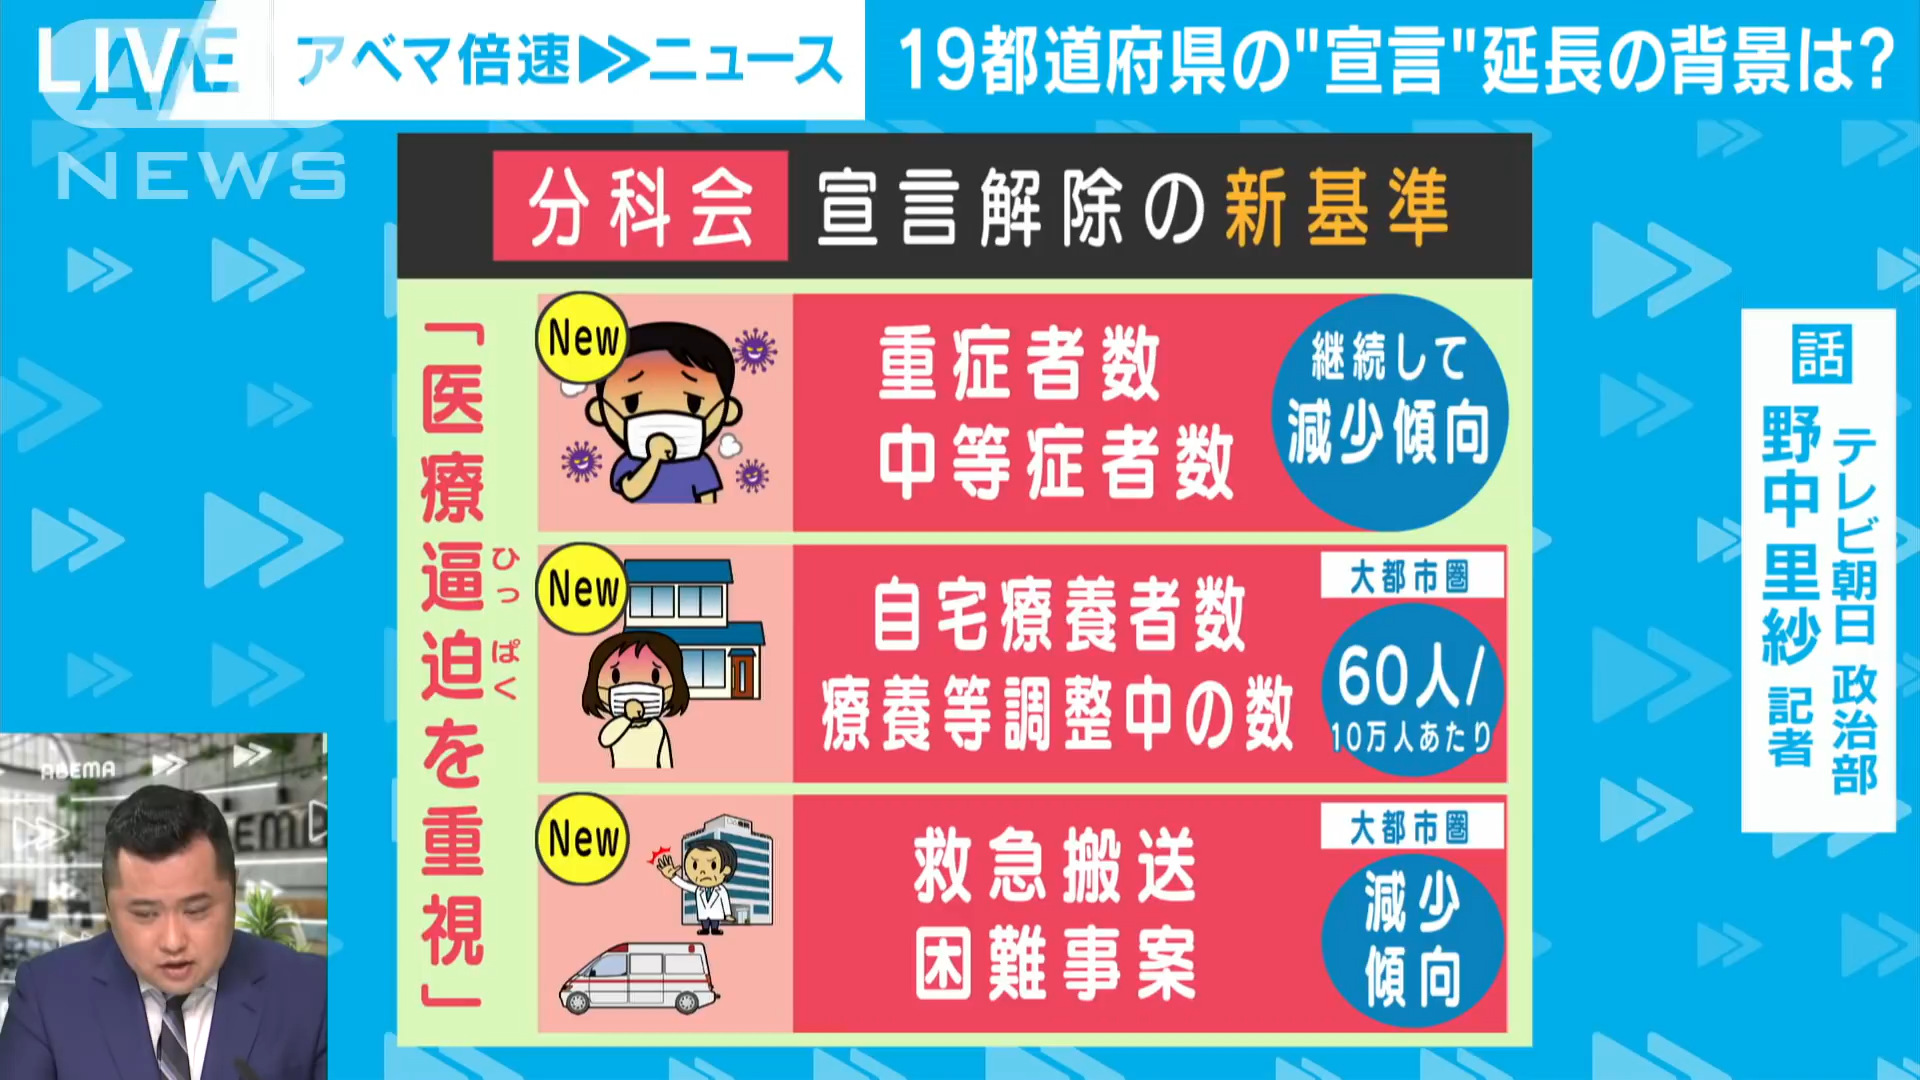 LIVE
ANN
NEWS
アベマ倍速ニュース
19都道府県の"宣言"延長の背景は?
分科会 宣言解除の新基準
「医療逼迫を重視」
ひっ
ぱく
New
重症者数
中等症者数
継続して
減少傾向
New
自宅療養者数
療養等調整中の数
大都市圏
60人/
10万人あたり
New
救急搬送
困難事案
大都市圏
減少
傾向
話
テレビ朝日 政治部
野中里紗 記者
ABEMA